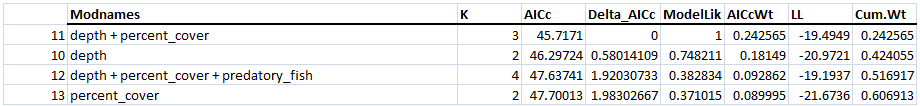 Modnames K AICc Delta_AICc ModelLik AICcWt LL Cum.Wt
11 depth + percent_cover 3 45.7171 0 1 0.242565 -19.4949 0.242565
10 depth 2 46.29724 0.58014109 0.748211 0.18149 -20.9721 0.424055
12 depth + percent_cover + predatory_fish 4 47.63741 1.92030733 0.382834 0.092862 -19.1937 0.516917
13 percent_cover 2 47.70013 1.98302667 0.371015 0.089995 -21.6736 0.606913